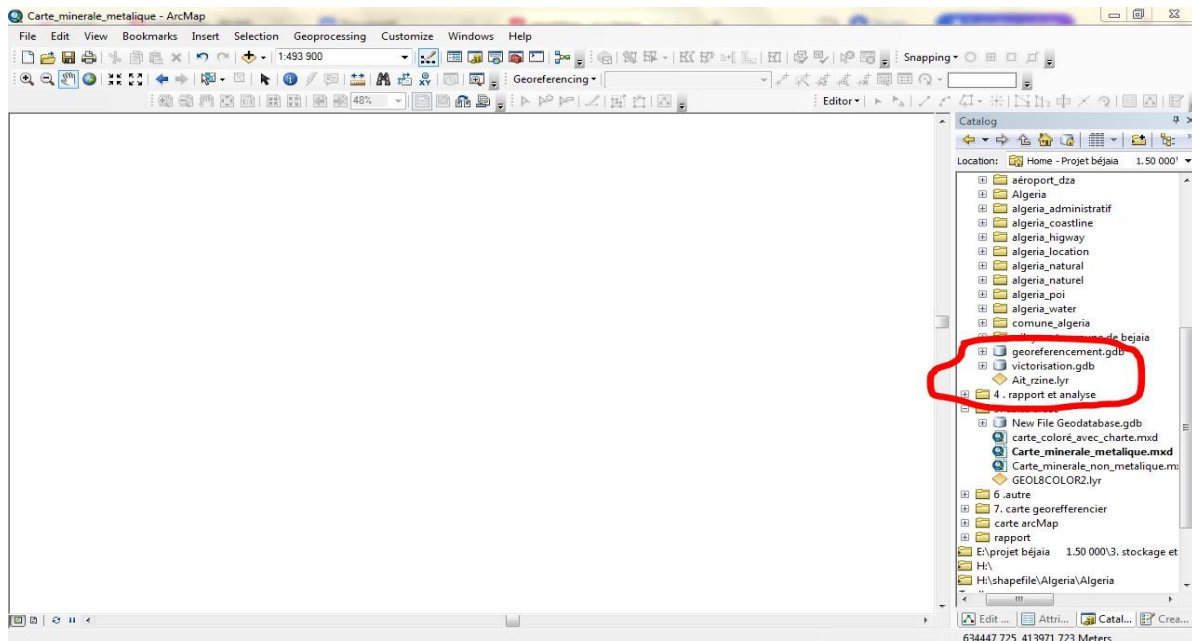 Carte_minerale_metalique - ArcMap
File Edit View Bookmarks Insert Selection Geoprocessing Customize Windows Help
1:493 900 Snapping
Georeferencing
48% Editor
Catalog
Location: Home - Projet béjaia 1.50 000'
aéroport_dza
Algeria
algeria_administratif
algeria_coastline
algeria_higway
algeria_location
algeria_natural
algeria_naturel
algeria_poi
algeria_water
comune_algeria
de bejaia
georeferencement.gdb
victorisation.gdb
Ait_rzine.lyr
4 . rapport et analyse
New File Geodatabase.gdb
carte_coloré_avec_charte.mxd
Carte_minerale_metalique.mxd
Carte_minerale_non_metalique.m
GEOL8COLOR2.lyr
6 .autre
7. carte georefferencier
carte arcMap
rapport
E:\projet béjaia 1.50 000\3. stockage et
H:\
H:\shapefile\Algeria\Algeria
Edit ... Attri... Catal... Crea...
634447,725 413971,723 Meters